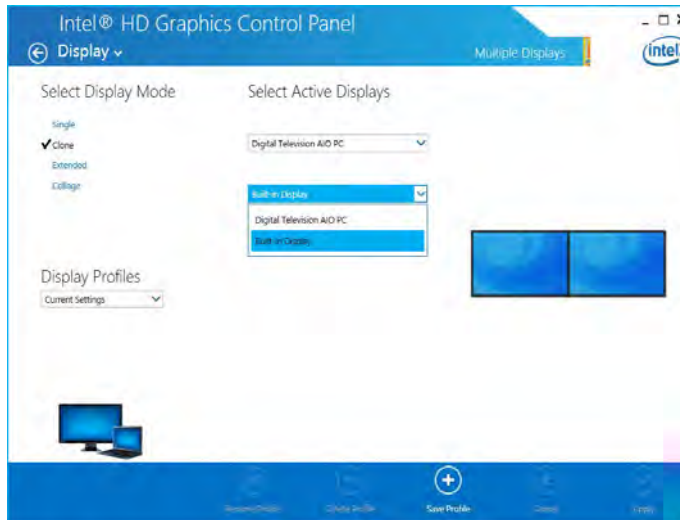 Intel® HD Graphics Control Panel
Display
Multiple Displays
intel
Select Display Mode
Select Active Displays
Single
Clone
Extended
Collage
Digital Television AIO PC
Built-in Display
Digital Television AIO PC
Built-in Display
Display Profiles
Current Settings
Save Profile